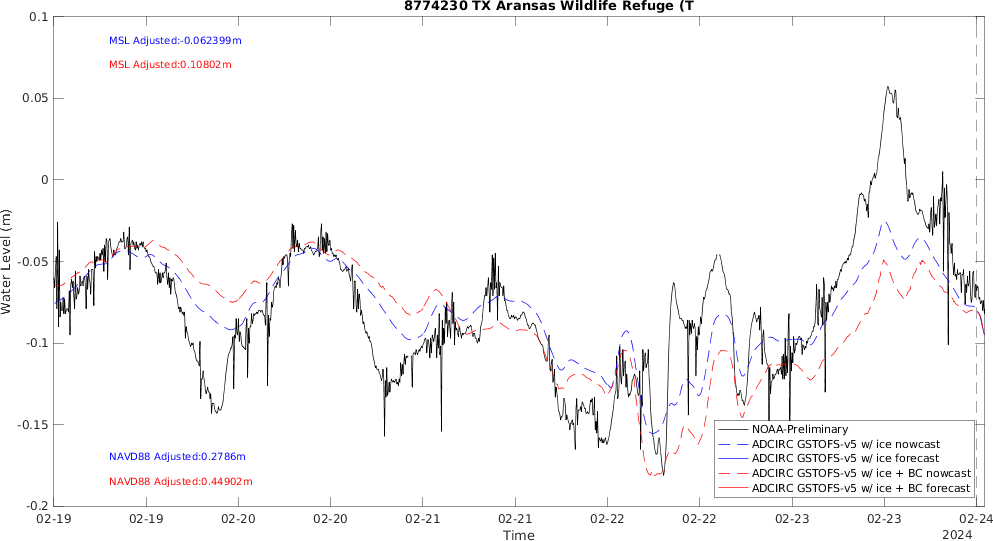 8774230 TX Aransas Wildlife Refuge (T
0.1
0.05
0
-0.05
-0.1
-0.15
-0.2
Water Level (m)
MSL Adjusted:-0.062399m
MSL Adjusted:0.10802m
NAVD88 Adjusted:0.2786m
NAVD88 Adjusted:0.44902m
NOAA-Preliminary
ADCIRC GSTOFS-v5 w/ ice nowcast
ADCIRC GSTOFS-v5 w/ ice forecast
ADCIRC GSTOFS-v5 w/ ice + BC nowcast
ADCIRC GSTOFS-v5 w/ ice + BC forecast
02-19 02-19 02-20 02-20 02-21 02-21 02-22 02-22 02-23 02-23 02-24
Time
2024